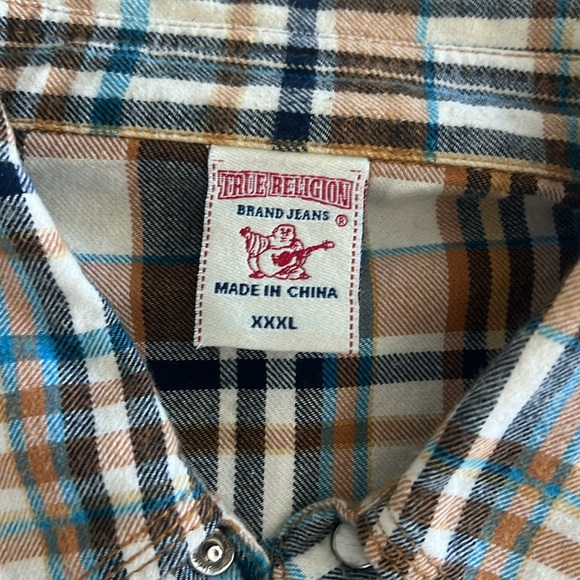 TRUE RELIGION
BRAND JEANS ®
MADE IN CHINA
XXXL